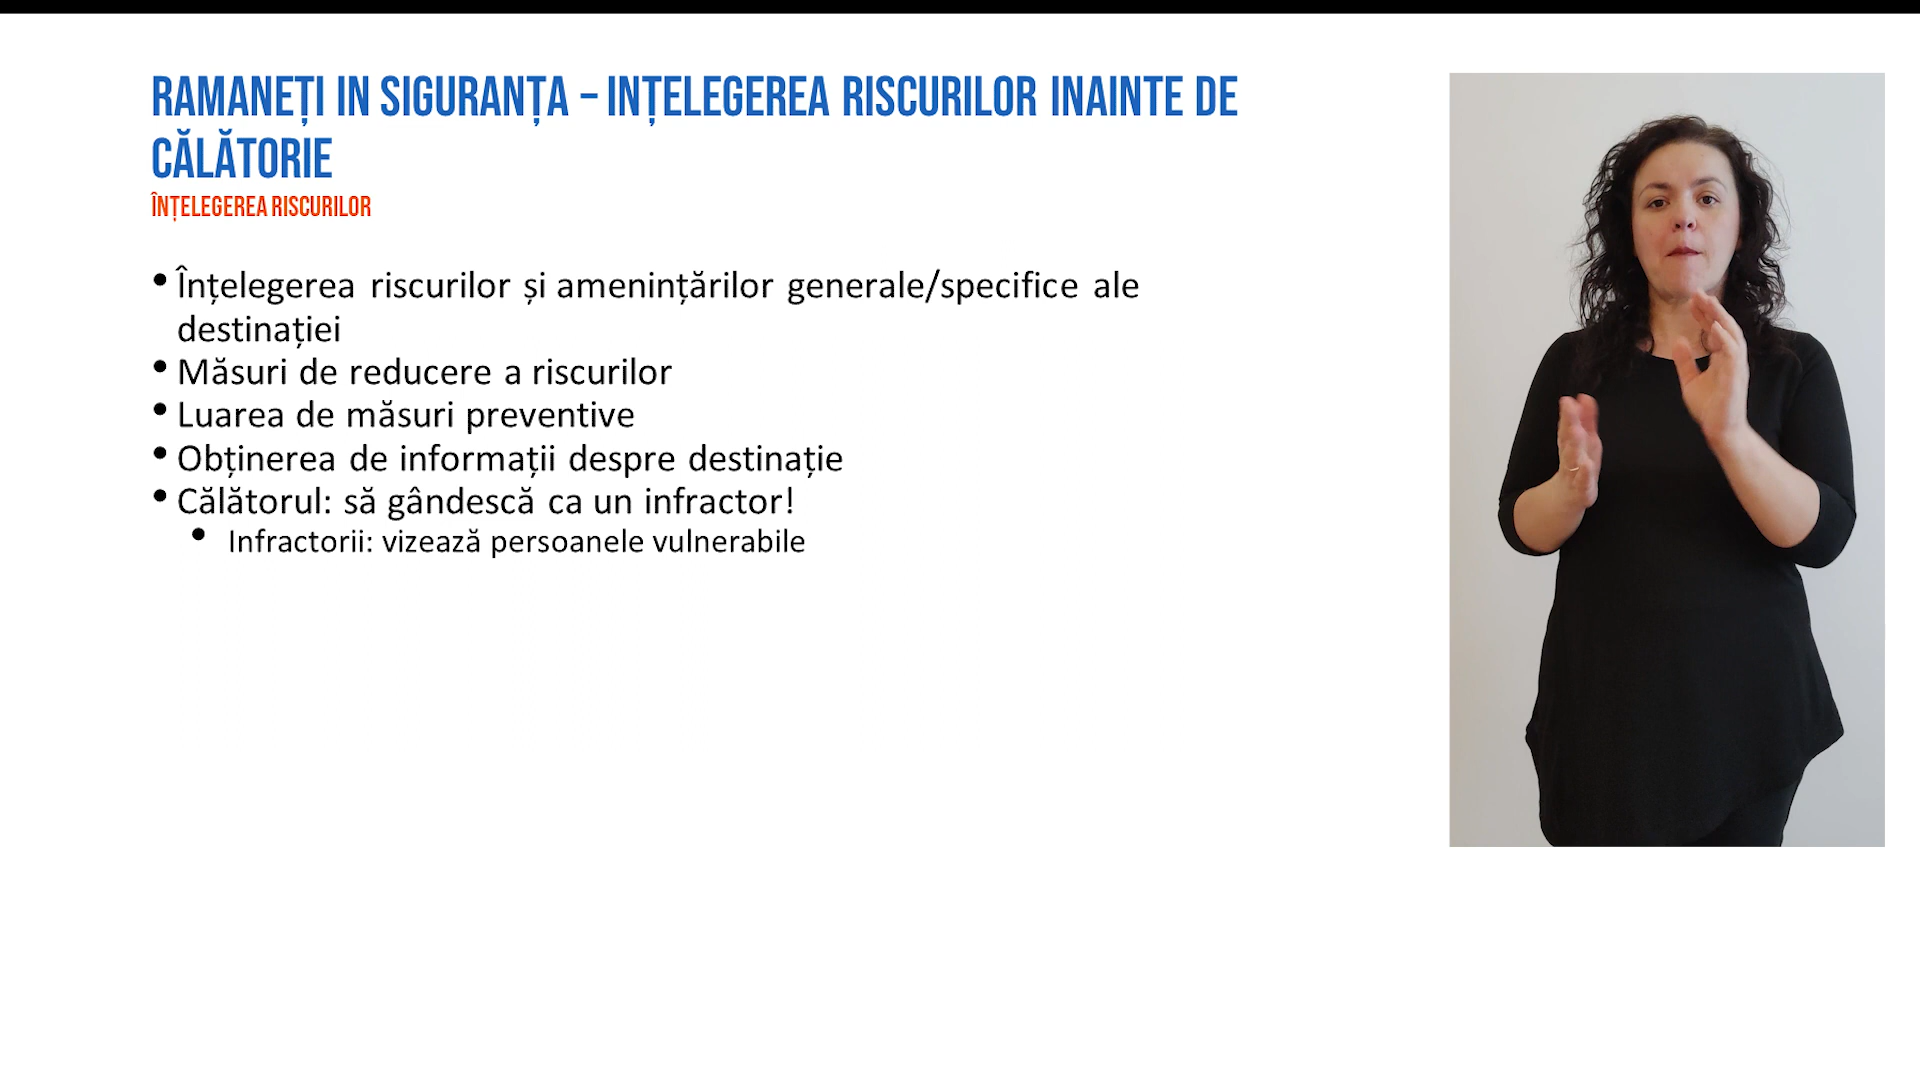 RAMANEȚI IN SIGURANȚA – INȚELEGEREA RISCURILOR INAINTE DE
CĂLĂTORIE
ÎNȚELEGEREA RISCURILOR
• Înțelegerea riscurilor și amenințărilor generale/specifice ale
destinației
• Măsuri de reducere a riscurilor
• Luarea de măsuri preventive
• Obținerea de informații despre destinație
• Călătorul: să gândescă ca un infractor!
• Infractorii: vizează persoanele vulnerabile